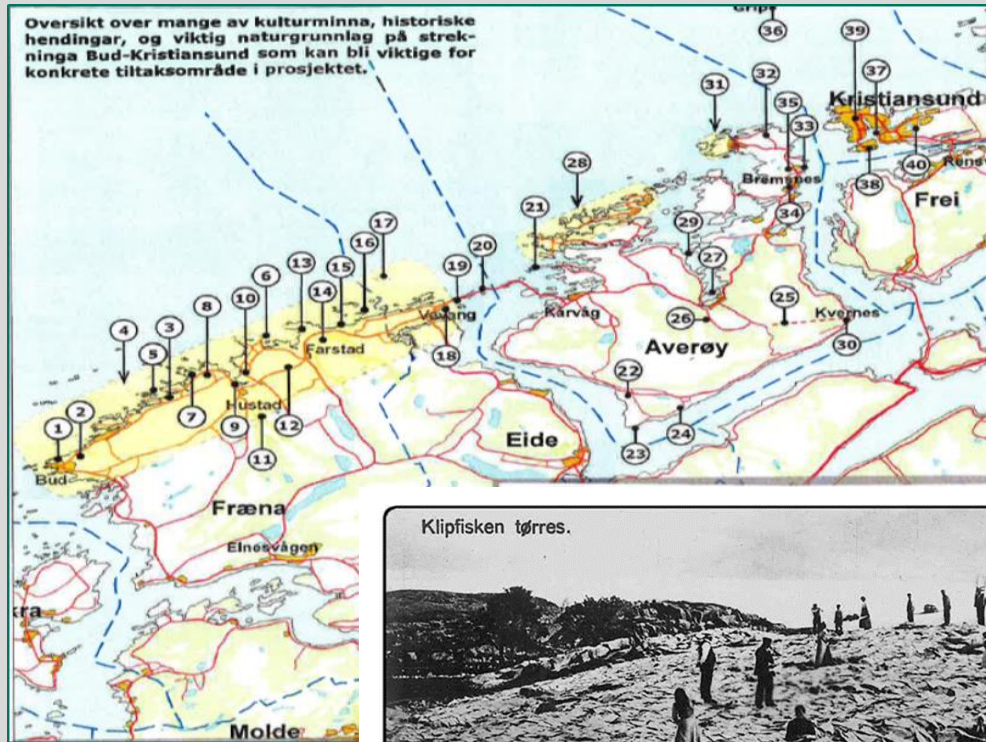 Oversikt over mange av kulturminna, historiske
hendingar, og viktig naturgrunnlag på strek-
ninga Bud-Kristiansund som kan bli viktige for
konkrete tiltaksområde i prosjektet.
Grip
36
39
37
Kristiansund
31
32
35
33
40
38
Rens
Bremsnes
34
Frei
28
21
29
27
17
20
16
19
13
15
6
14
10
8
3
4
5
Vevang
18
Kårvåg
26
25
Kvernes
30
Averøy
Farstad
7
Hustad
9
12
11
22
24
23
1
2
Bud
Eide
Fræna
Elnesvågen
kra
Molde
Klipfisken tørres.